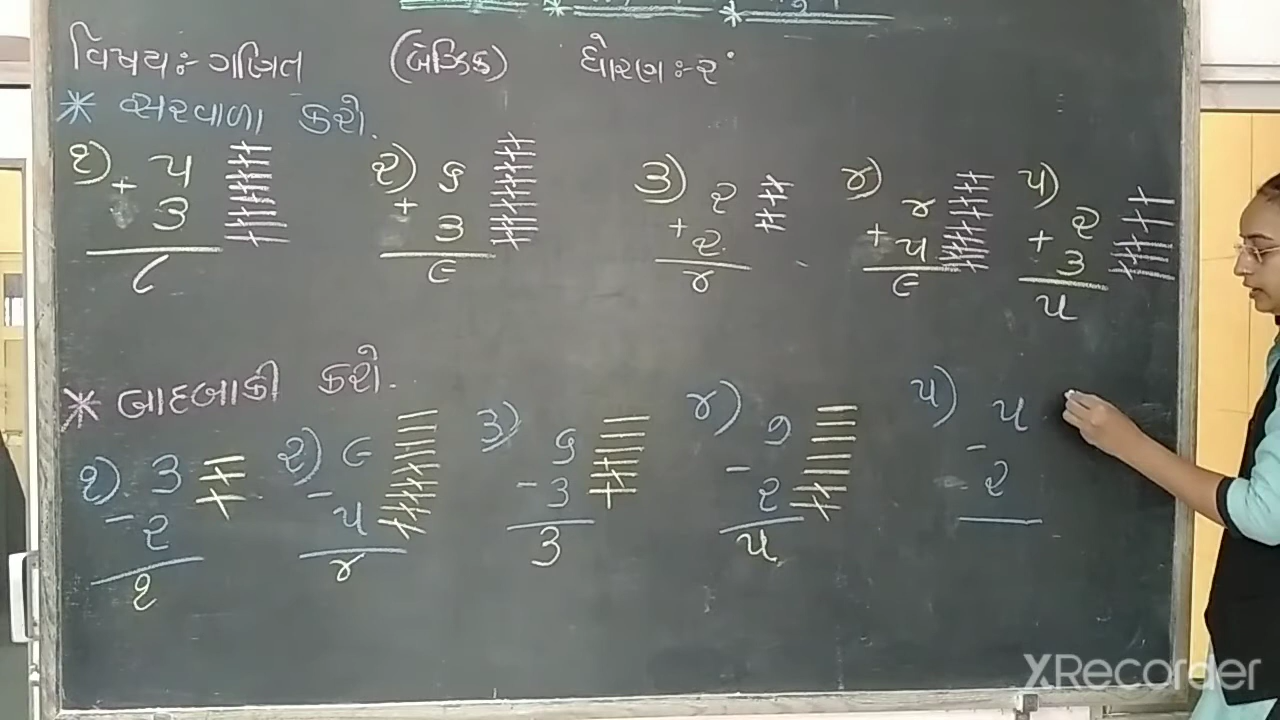 વિષય:- ગણિત (બેઝિક) ધોરણ:- ૨
* સરવાળા કરો.
૧) ૫ + ૩ ૮
૨) ૬ + ૩ ૯
૩) ૨ + ૨ ૪
૪) ૪ + ૫ ૯
૫) ૨ + ૩ ૫
* બાદબાકી કરો.
૧) ૩ - ૨ ૧
૨) ૯ - ૫ ૪
૩) ૬ - ૩ ૩
૪) ૭ - ૨ ૫
૫) ૫ - ૨
XRecorder